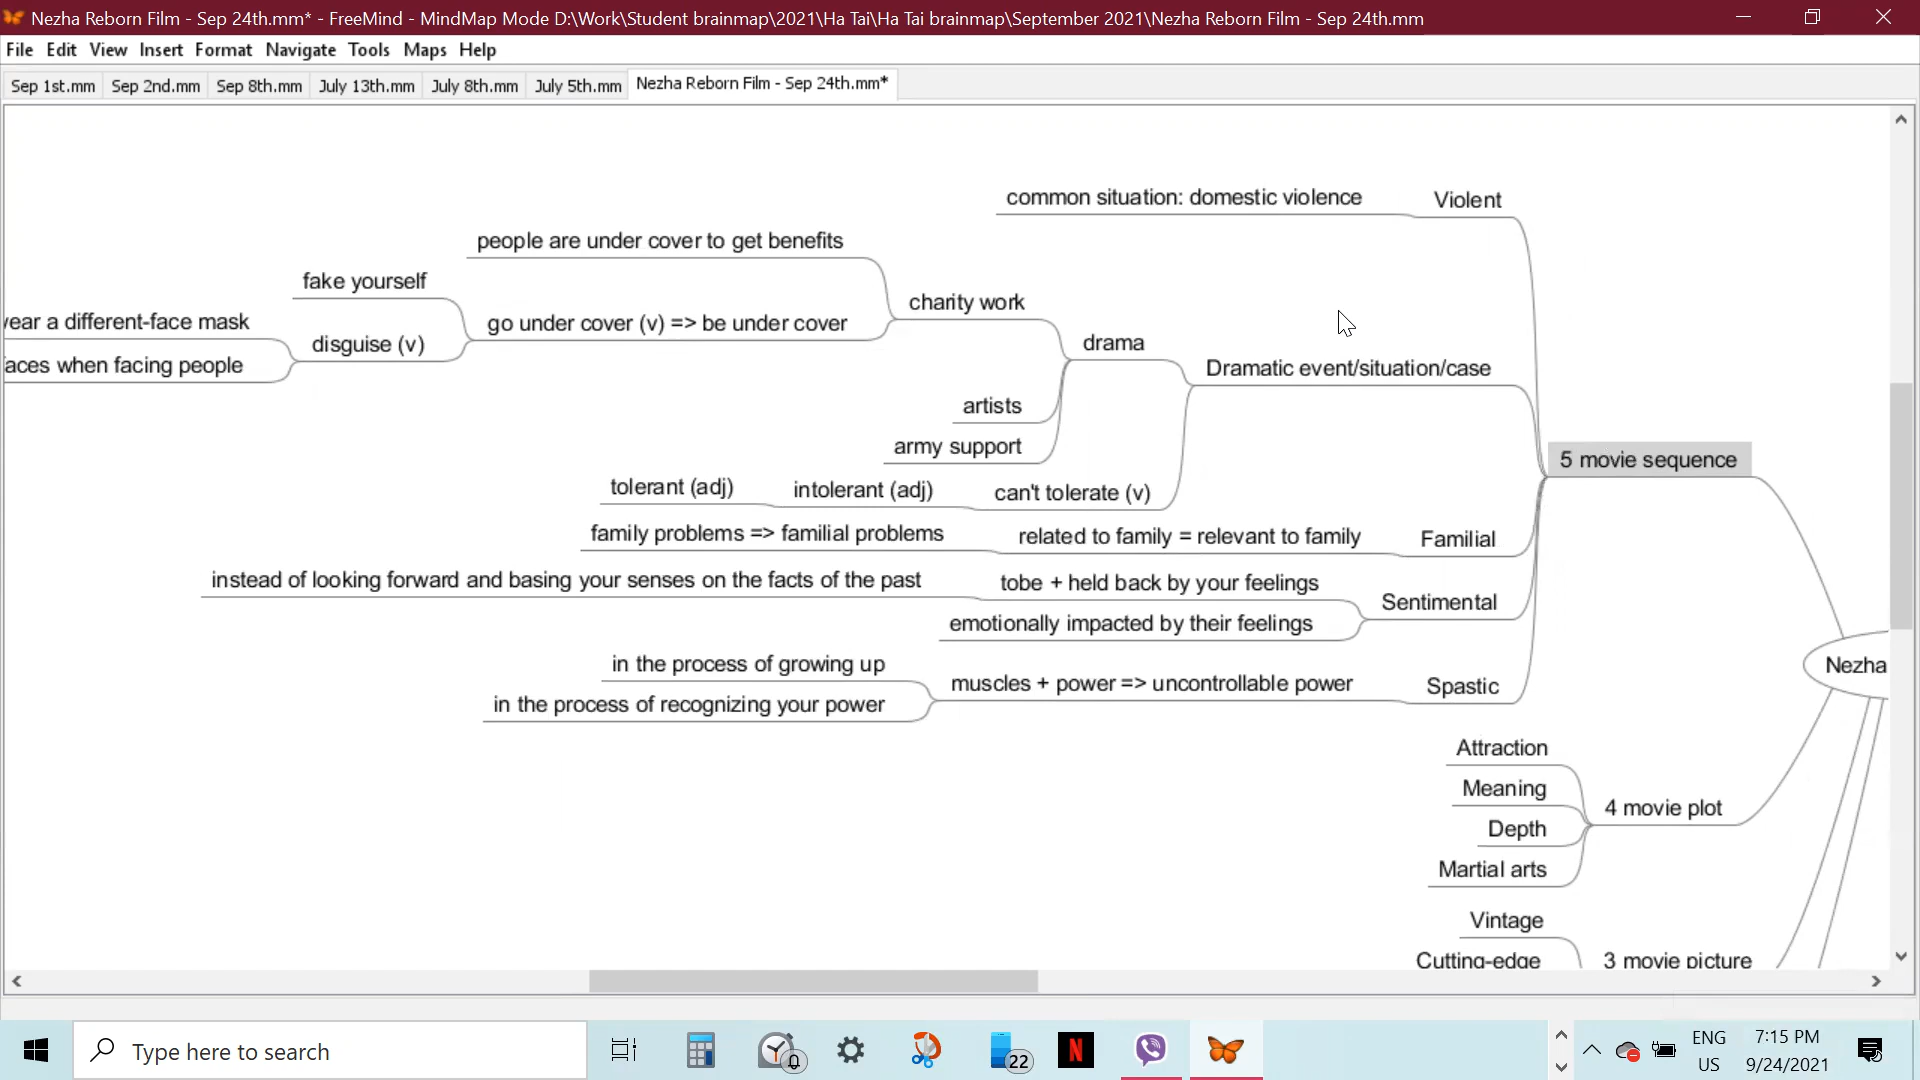 Nezha Reborn Film - Sep 24th.mm* - FreeMind - MindMap Mode D:\Work\Student brainmap\2021\Ha Tai\Ha Tai brainmap\September 2021\Nezha Reborn Film - Sep 24th.mm
File Edit View Insert Format Navigate Tools Maps Help
Sep 1st.mm Sep 2nd.mm Sep 8th.mm July 13th.mm July 8th.mm July 5th.mm Nezha Reborn Film - Sep 24th.mm*
common situation: domestic violence
Violent
people are under cover to get benefits
fake yourself
a different-face mask
when facing people
disguise (v)
go under cover (v) => be under cover
charity work
drama
Dramatic event/situation/case
artists
army support
tolerant (adj)
intolerant (adj)
can't tolerate (v)
5 movie sequence
family problems => familial problems
related to family = relevant to family
Familial
instead of looking forward and basing your senses on the facts of the past
tobe + held back by your feelings
Sentimental
emotionally impacted by their feelings
in the process of growing up
in the process of recognizing your power
muscles + power => uncontrollable power
Spastic
Nezha
Attraction
Meaning
Depth
Martial arts
4 movie plot
Vintage
Cutting-edge
3 movie picture
Type here to search
22
N
ENG
US
7:15 PM
9/24/2021